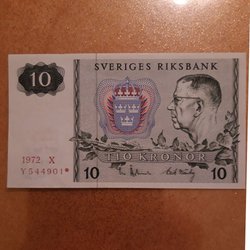 SVERIGES RIKSBANK
10
1972 X
Y544901*
TIO KRONOR
10
10